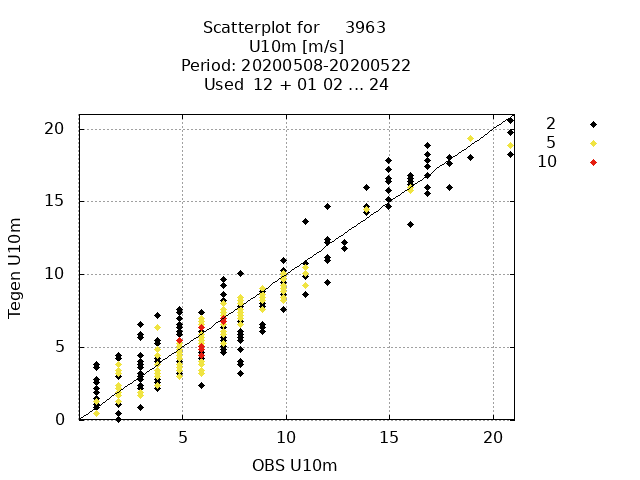 Scatterplot for 3963
U10m [m/s]
Period: 20200508-20200522
Used 12 + 01 02 ... 24
2
5
10
20
15
10
5
0
Tegen U10m
5 10 15 20
OBS U10m